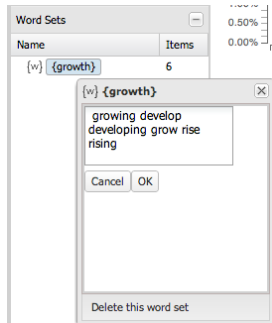 Word Sets
0.50%
0.00%
Name Items
{w} {growth} 6
{w} {growth}
growing develop
developing grow rise
rising
Cancel OK
Delete this word set